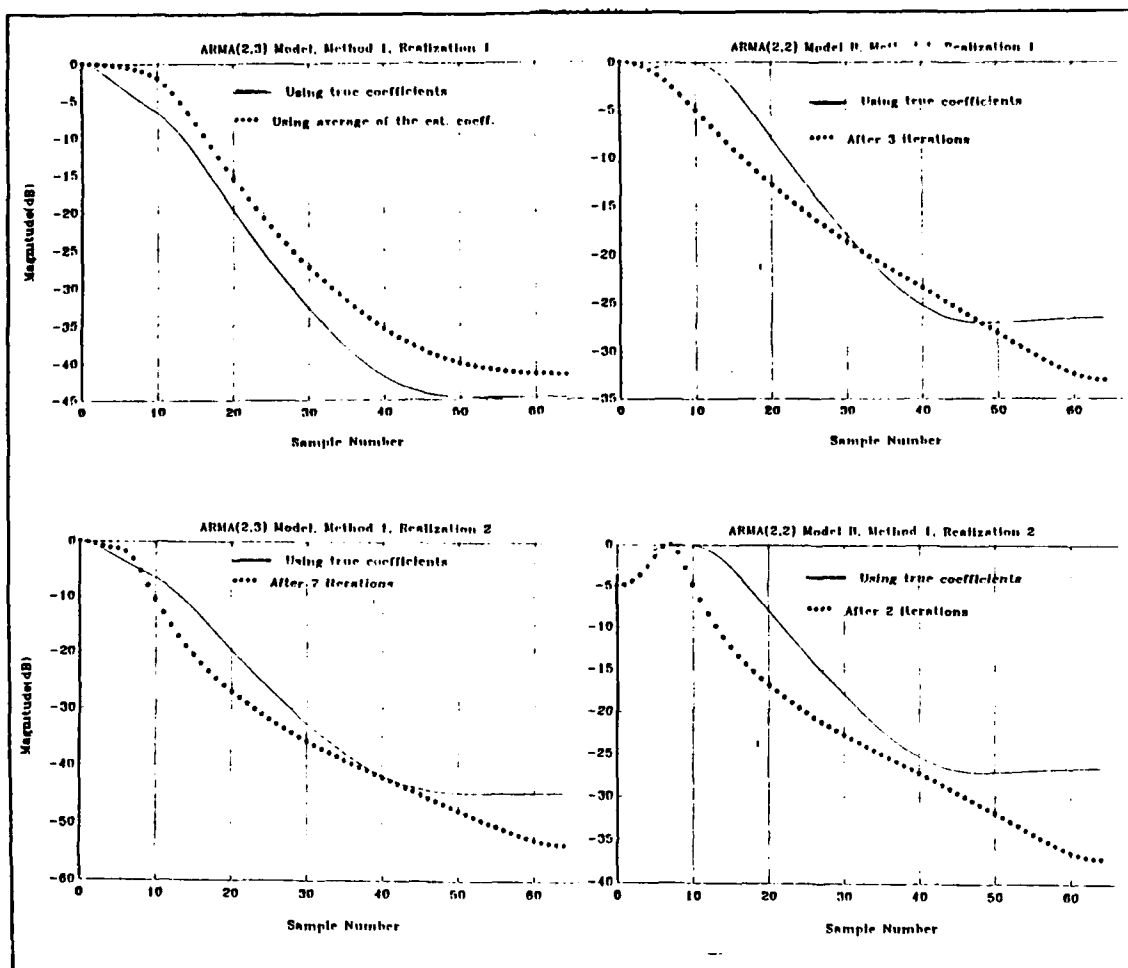 ARMA(2,3) Model, Method 1, Realization 1
0
-5
-10
-15
-20
-25
-30
-35
-40
-45
Magnitude(dB)
Using true coefficients
Using average of the est. coeff.
0 10 20 30 40 50 60
Sample Number
ARMA(2,2) Model B, Realization 1
0
-5
-10
-15
-20
-25
-30
-35
Using true coefficients
After 3 iterations
0 10 20 30 40 50 60
Sample Number
ARMA(2,3) Model, Method 1, Realization 2
0
-10
-20
-30
-40
-50
-60
Magnitude(dB)
Using true coefficients
After 7 iterations
0 10 20 30 40 50 60
Sample Number
ARMA(2,2) Model B, Method 1, Realization 2
0
-5
-10
-15
-20
-25
-30
-35
-40
Using true coefficients
After 2 iterations
0 10 20 30 40 50 60
Sample Number